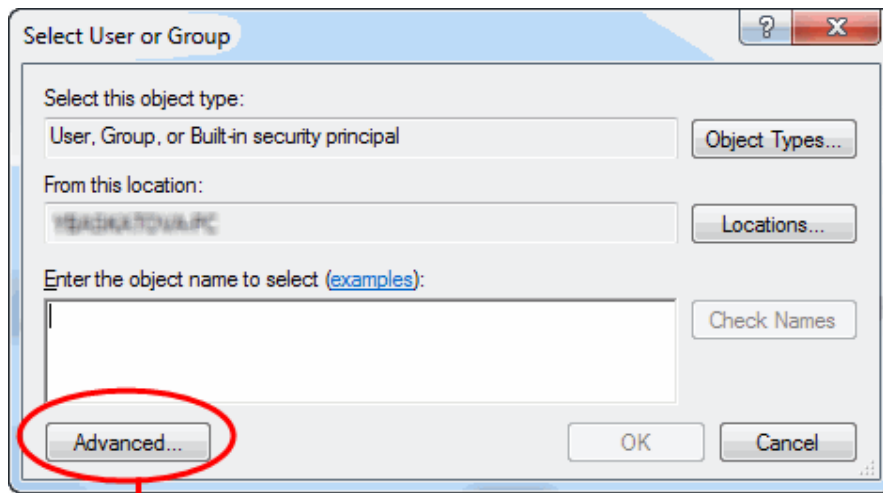 Select User or Group
Select this object type:
User, Group, or Built-in security principal
Object Types...
From this location:
Locations...
Enter the object name to select (examples):
Check Names
Advanced...
OK
Cancel